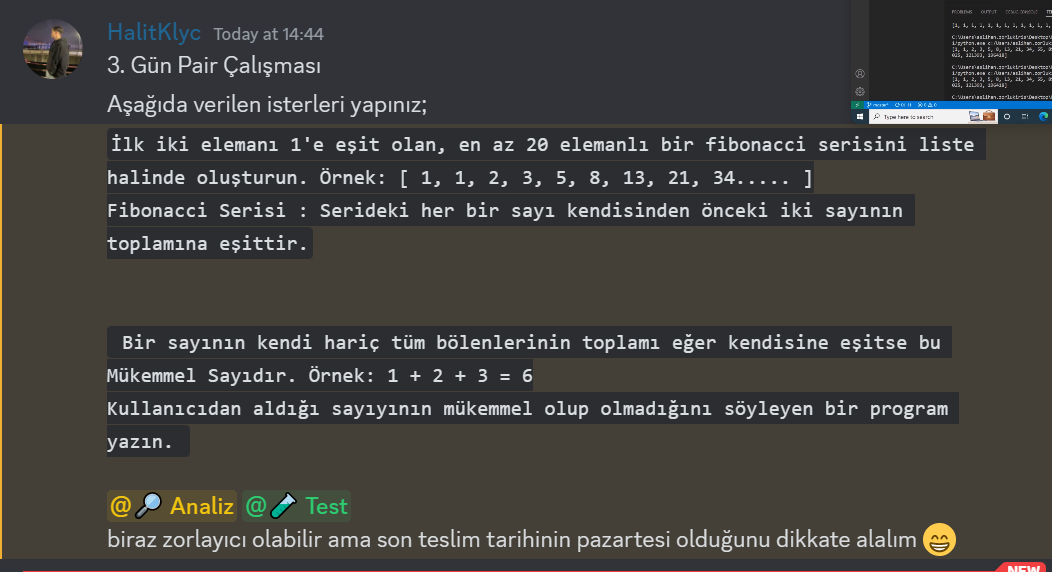 HalitKlyc Today at 14:44
3. Gün Pair Çalışması
Aşağıda verilen isterleri yapınız;
İlk iki elemanı 1'e eşit olan, en az 20 elemanlı bir fibonacci serisini liste
halinde oluşturun. Örnek: [ 1, 1, 2, 3, 5, 8, 13, 21, 34..... ]
Fibonacci Serisi : Serideki her bir sayı kendisinden önceki iki sayının
toplamına eşittir.
Bir sayının kendi hariç tüm bölenlerinin toplamı eğer kendisine eşitse bu
Mükemmel Sayıdır. Örnek: 1 + 2 + 3 = 6
Kullanıcıdan aldığı sayıyının mükemmel olup olmadığını söyleyen bir program
yazın.
@🔎 Analiz @🧪 Test
biraz zorlayıcı olabilir ama son teslim tarihinin pazartesi olduğunu dikkate alalım 😄
PROBLEMS OUTPUT DEBUG CONSOLE
Type here to search
NEW